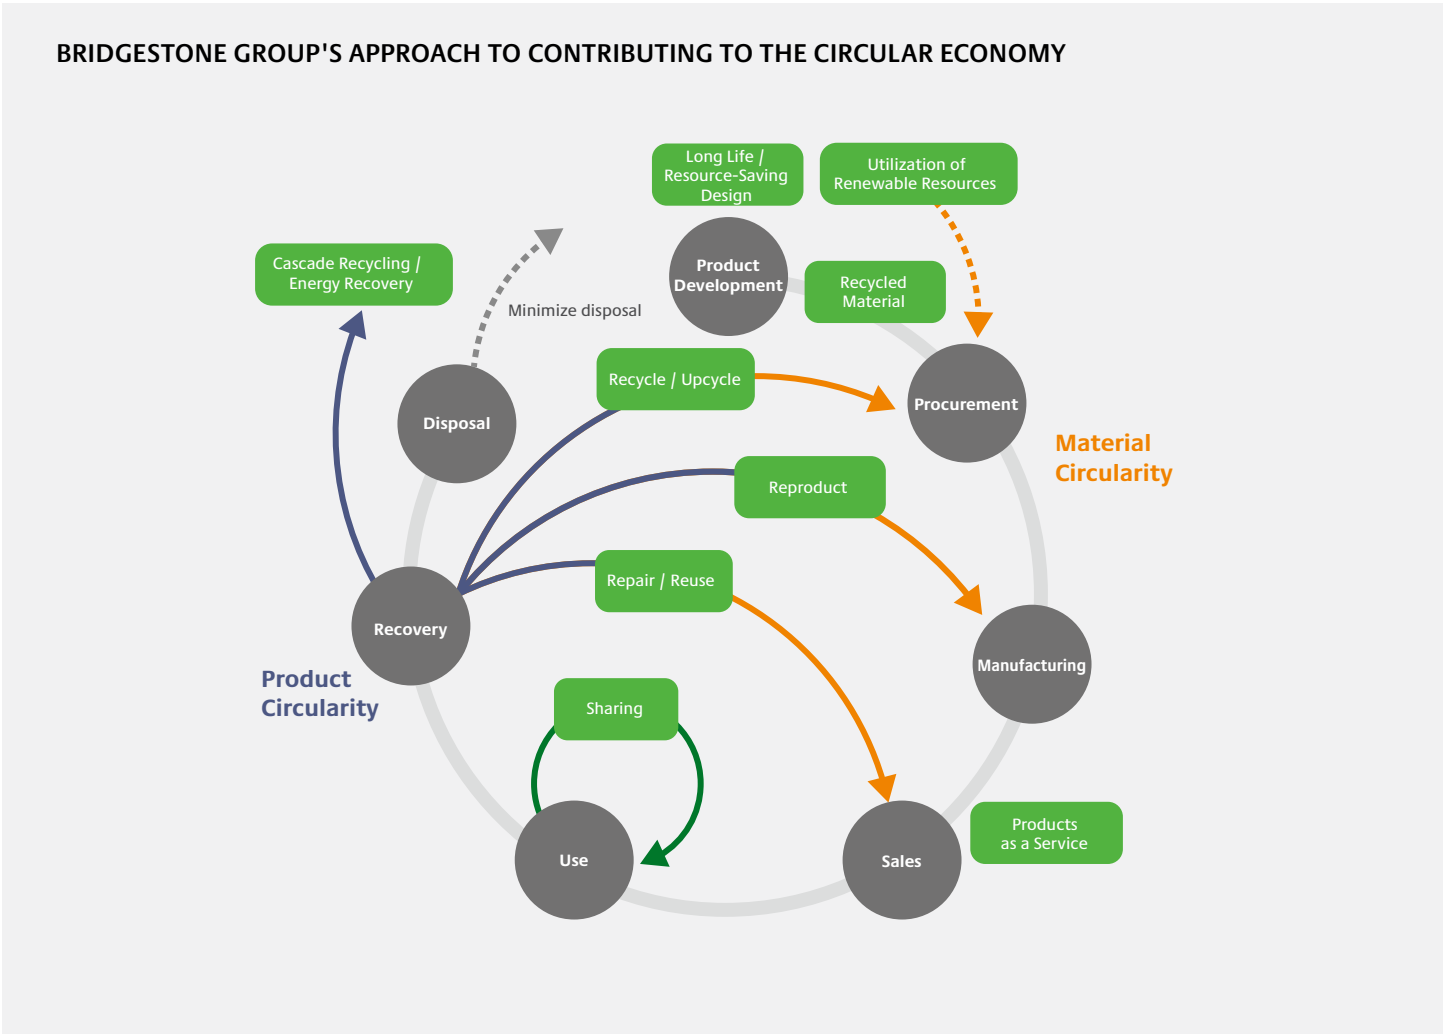 BRIDGESTONE GROUP'S APPROACH TO CONTRIBUTING TO THE CIRCULAR ECONOMY
Long Life /
Resource-Saving
Design
Utilization of
Renewable Resources
Cascade Recycling /
Energy Recovery
Product
Development
Recycled
Material
Minimize disposal
Recycle / Upcycle
Procurement
Disposal
Material
Circularity
Reproduct
Repair / Reuse
Recovery
Manufacturing
Product
Circularity
Sharing
Products
as a Service
Use
Sales